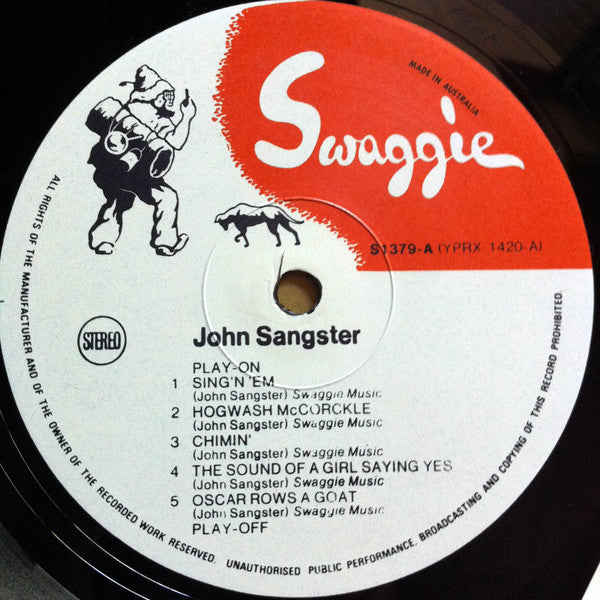 Swaggie
MADE IN AUSTRALIA
S1379-A (YPRX 1420-A)
STEREO
John Sangster
PLAY-ON
1 SING'N 'EM
(John Sangster) Swaggie Music
2 HOGWASH McCORCKLE
(John Sangster) Swaggie Music
3 CHIMIN'
(John Sangster) Swaggie Music
4 THE SOUND OF A GIRL SAYING YES
(John Sangster) Swaggie Music
5 OSCAR ROWS A GOAT
(John Sangster) Swaggie Music
PLAY-OFF
ALL RIGHTS OF THE MANUFACTURER AND OF THE OWNER OF THE RECORDED WORK RESERVED. UNAUTHORISED PUBLIC PERFORMANCE, BROADCASTING AND COPYING OF THIS RECORD PROHIBITED.